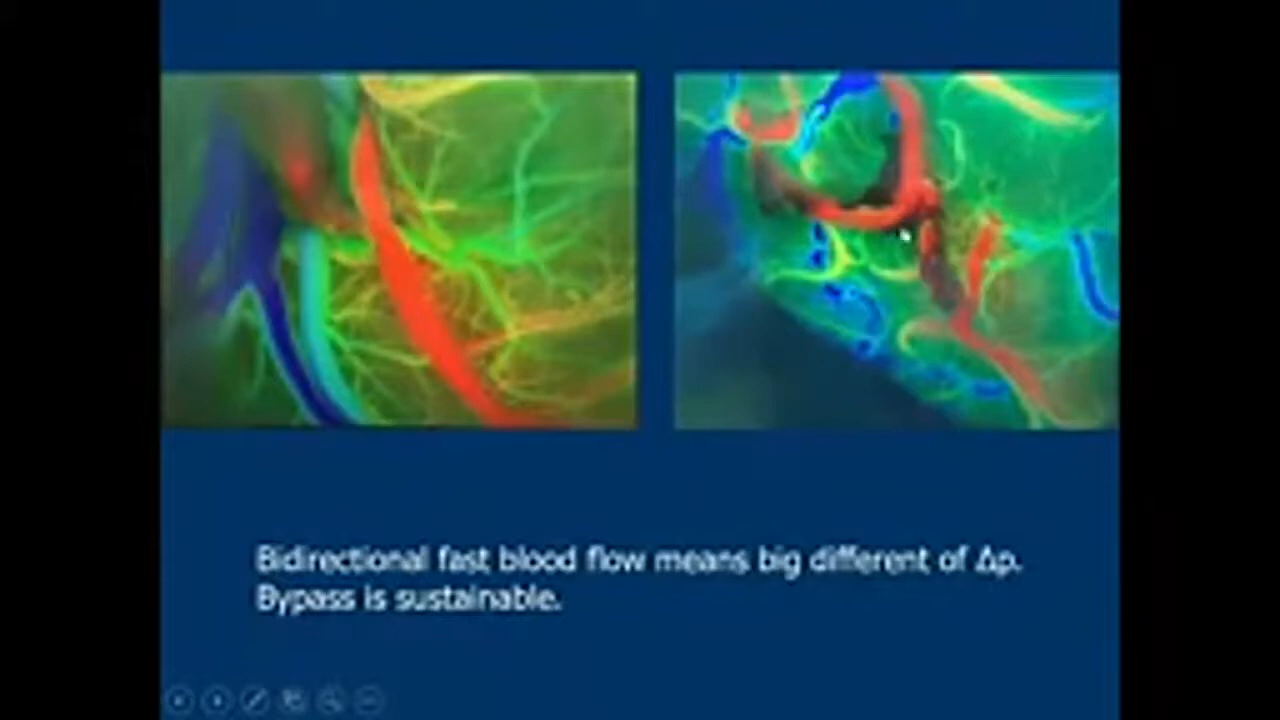 Bidirectional fast blood flow means big different of Δp.
Bypass is sustainable.